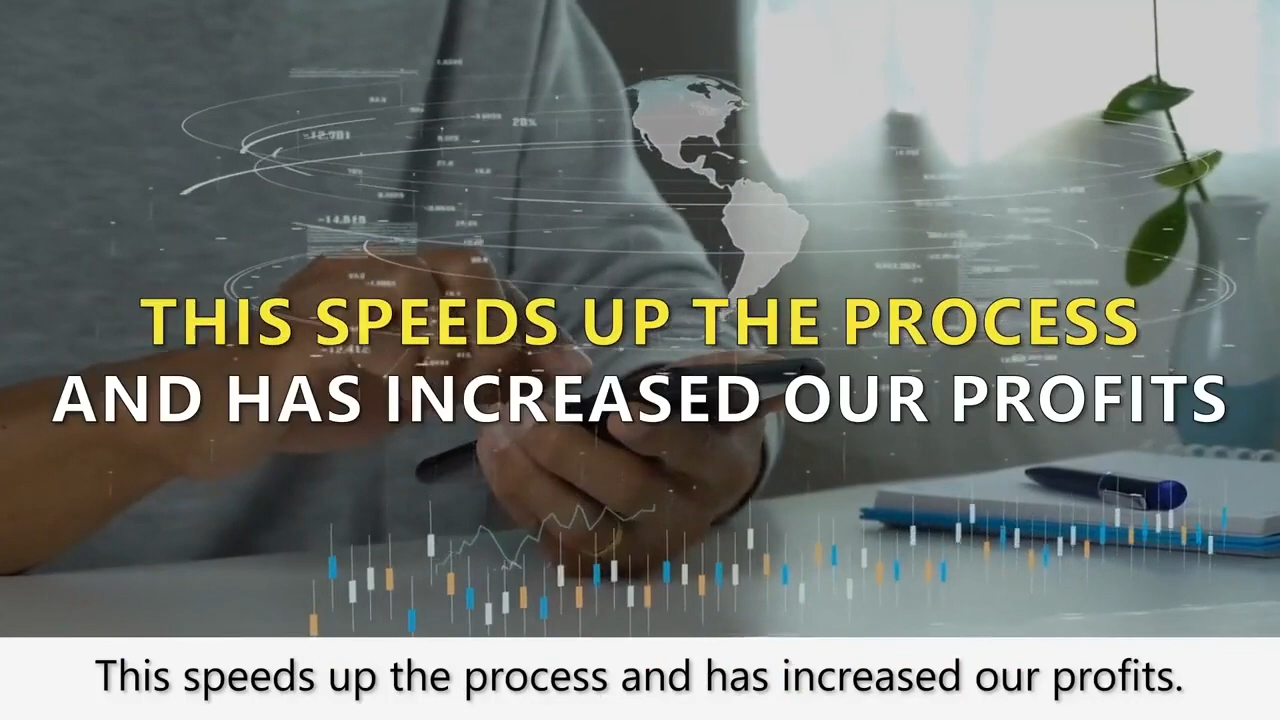 28%
THIS SPEEDS UP THE PROCESS
AND HAS INCREASED OUR PROFITS
This speeds up the process and has increased our profits.